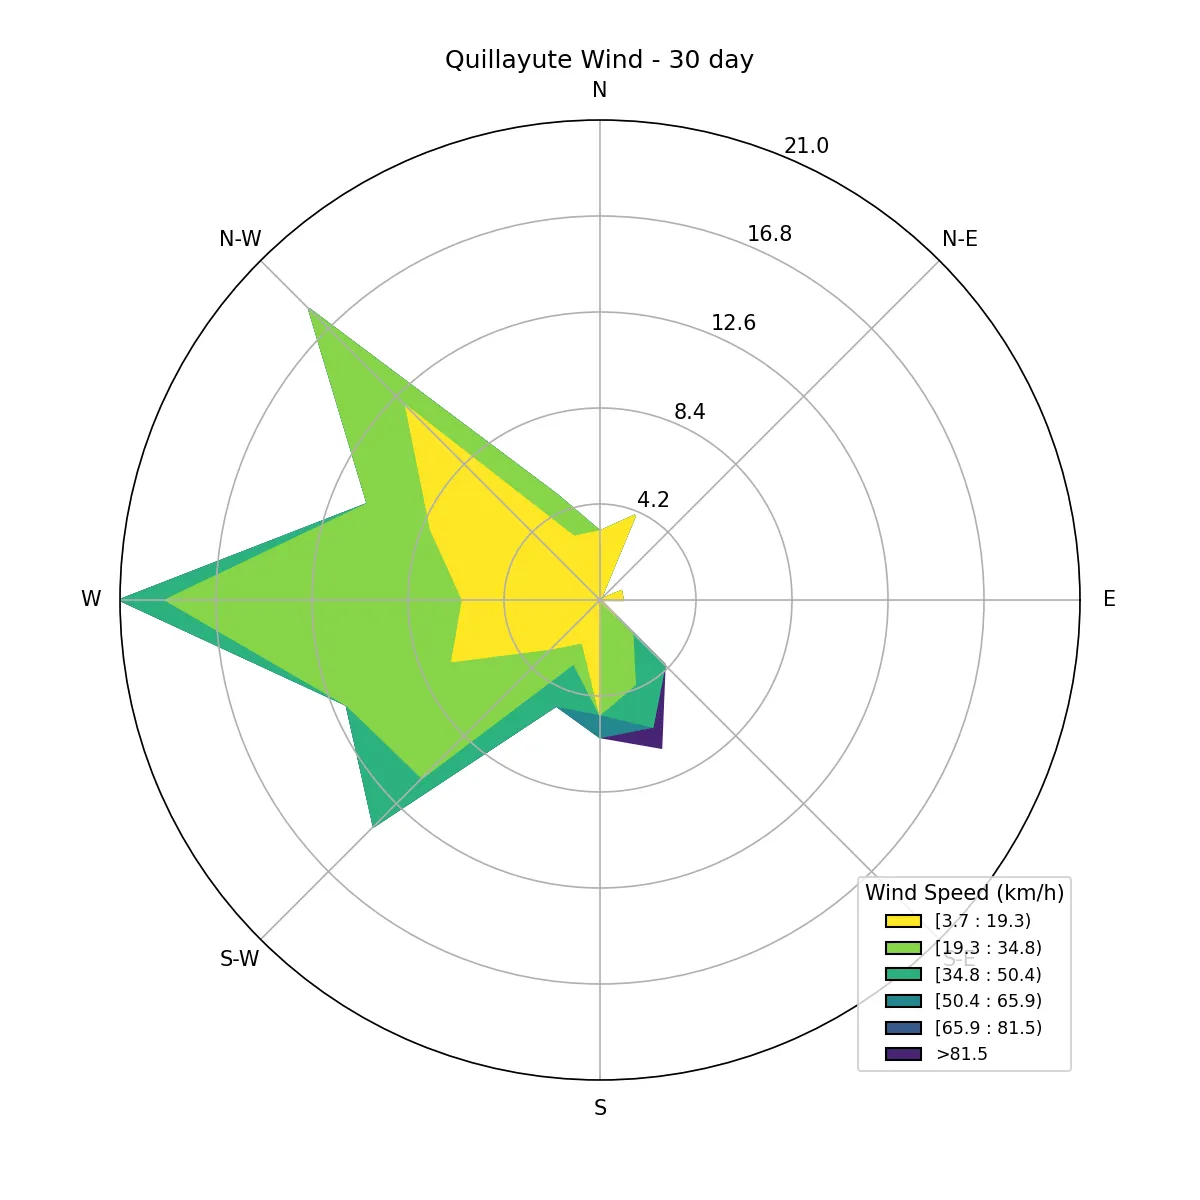 Quillayute Wind - 30 day
N
21.0
16.8
N-W
N-E
12.6
8.4
4.2
W
E
Wind Speed (km/h)
[3.7 : 19.3)
[19.3 : 34.8)
S-W
S-E
[34.8 : 50.4)
[50.4 : 65.9)
[65.9 : 81.5)
>81.5
S